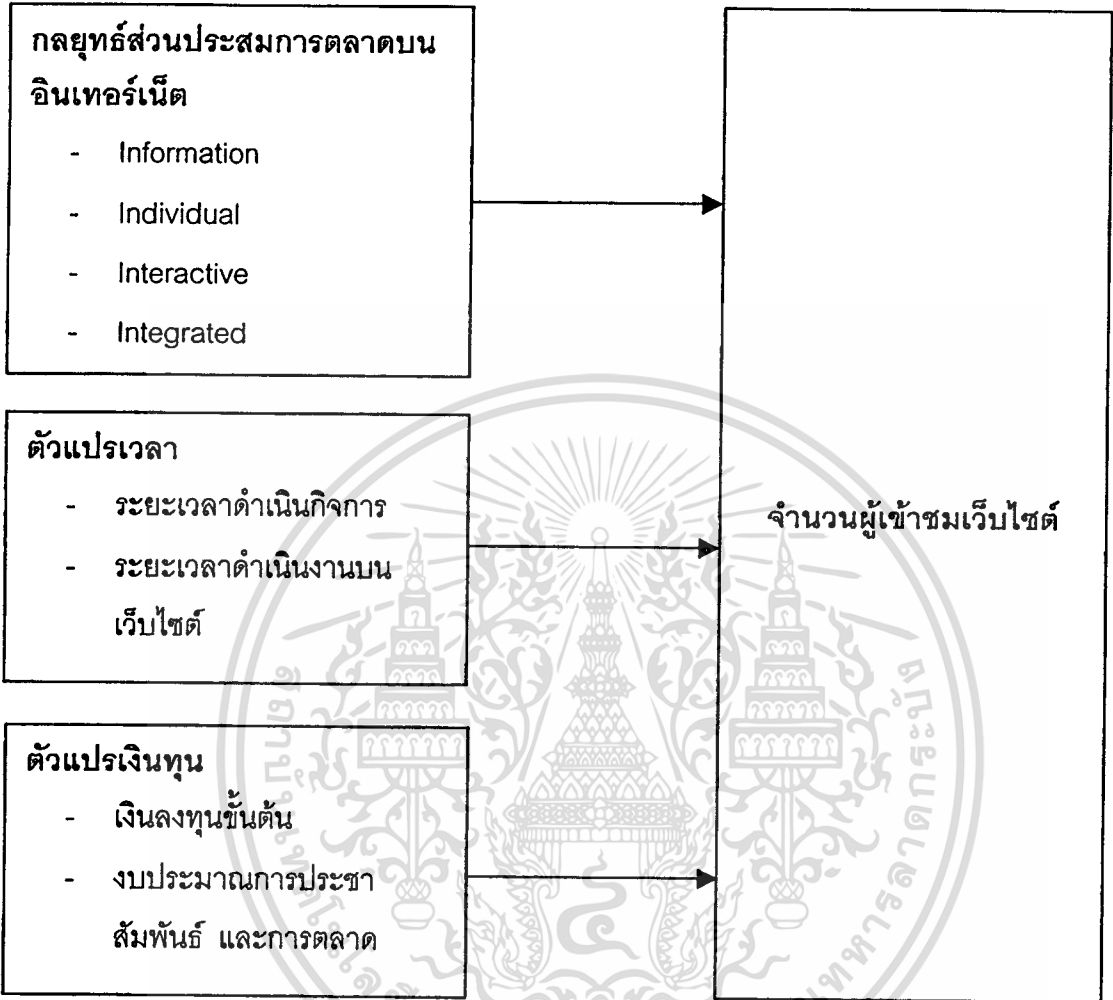 กลยุทธ์ส่วนประสมการตลาดบน
อินเทอร์เน็ต
- Information
- Individual
- Interactive
- Integrated
ตัวแปรเวลา
- ระยะเวลาดำเนินกิจการ
- ระยะเวลาดำเนินงานบน
เว็บไซต์
ตัวแปรเงินทุน
- เงินลงทุนขั้นต้น
- งบประมาณการประชา
สัมพันธ์ และการตลาด
จำนวนผู้เข้าชมเว็บไซต์